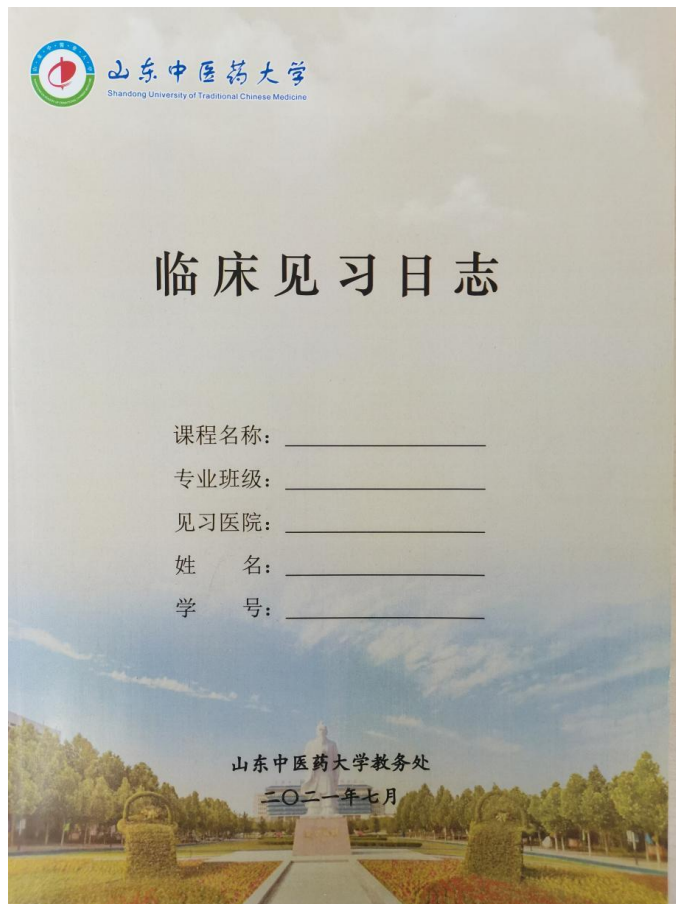 山东中医药大学
Shandong University of Traditional Chinese Medicine
临床见习日志
课程名称：
专业班级：
见习医院：
姓 名：
学 号：
山东中医药大学教务处
二〇二一年七月